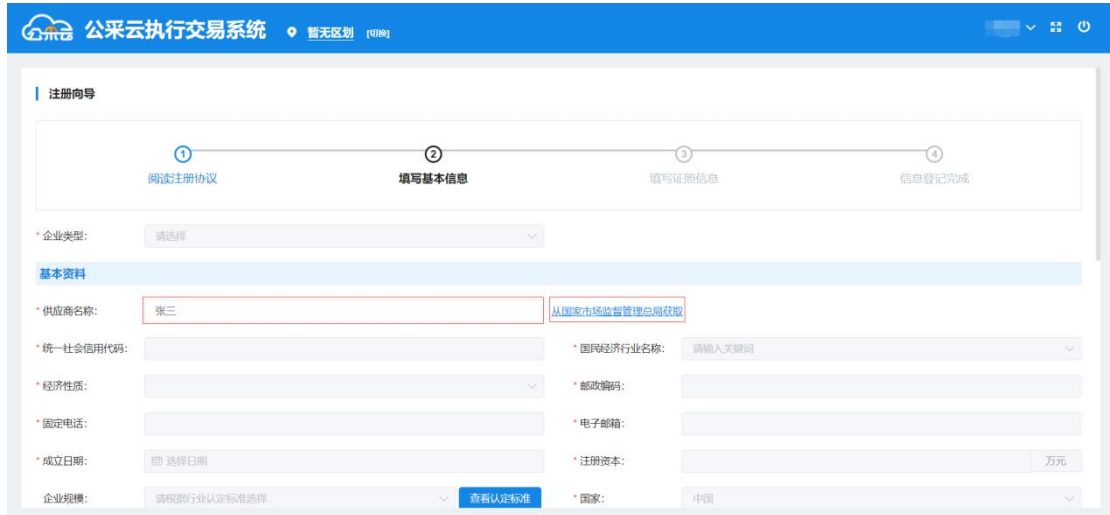 公采云 公采云执行交易系统 暂无区划 [切换]
注册向导
1 2 3 4
阅读注册协议 填写基本信息 填写证照信息 信息登记完成
* 企业类型: 请选择
基本资料
* 供应商名称: 张三 从国家市场监督管理总局获取
* 统一社会信用代码: * 国民经济行业名称: 请输入关键词
* 经济性质: * 邮政编码:
* 固定电话: * 电子邮箱:
* 成立日期: 选择日期 * 注册资本: 万元
企业规模: 请根据行业认定标准选择 查看认定标准 * 国家: 中国